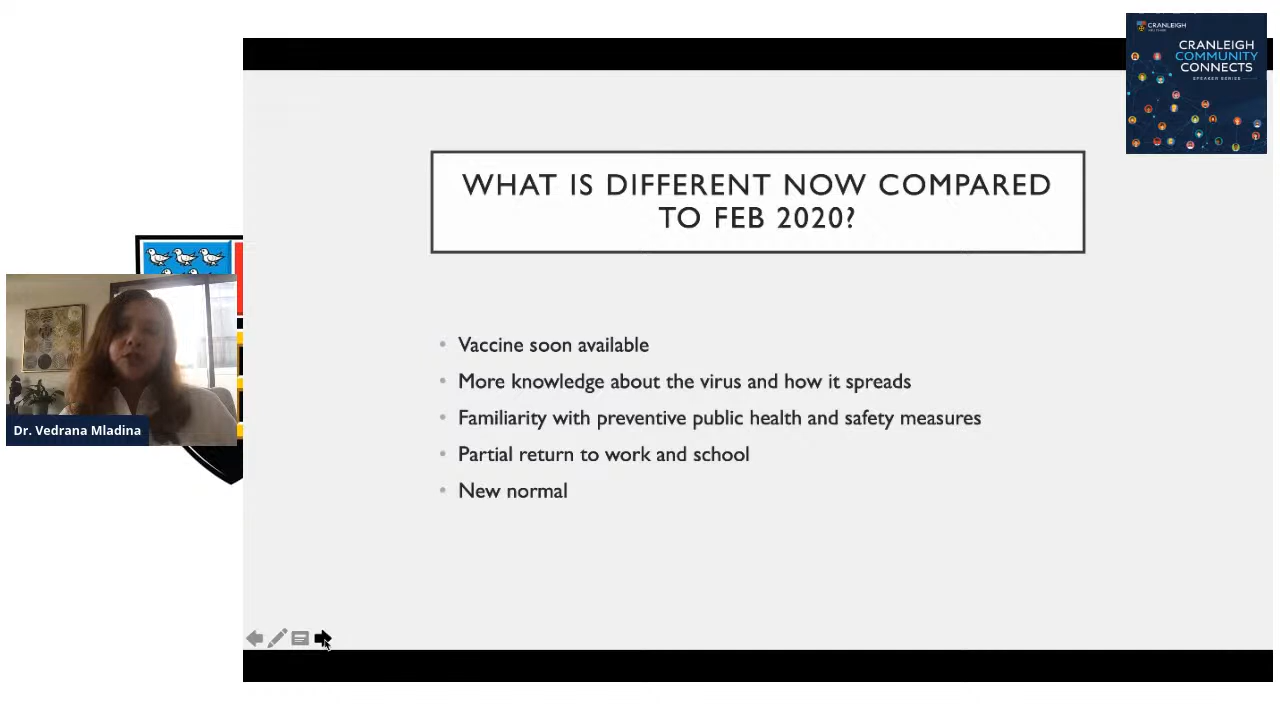 CRANLEIGH
CRANLEIGH
COMMUNITY
CONNECTS
SPEAKER SERIES
WHAT IS DIFFERENT NOW COMPARED
TO FEB 2020?
• Vaccine soon available
• More knowledge about the virus and how it spreads
• Familiarity with preventive public health and safety measures
• Partial return to work and school
• New normal
Dr. Vedrana Mladina